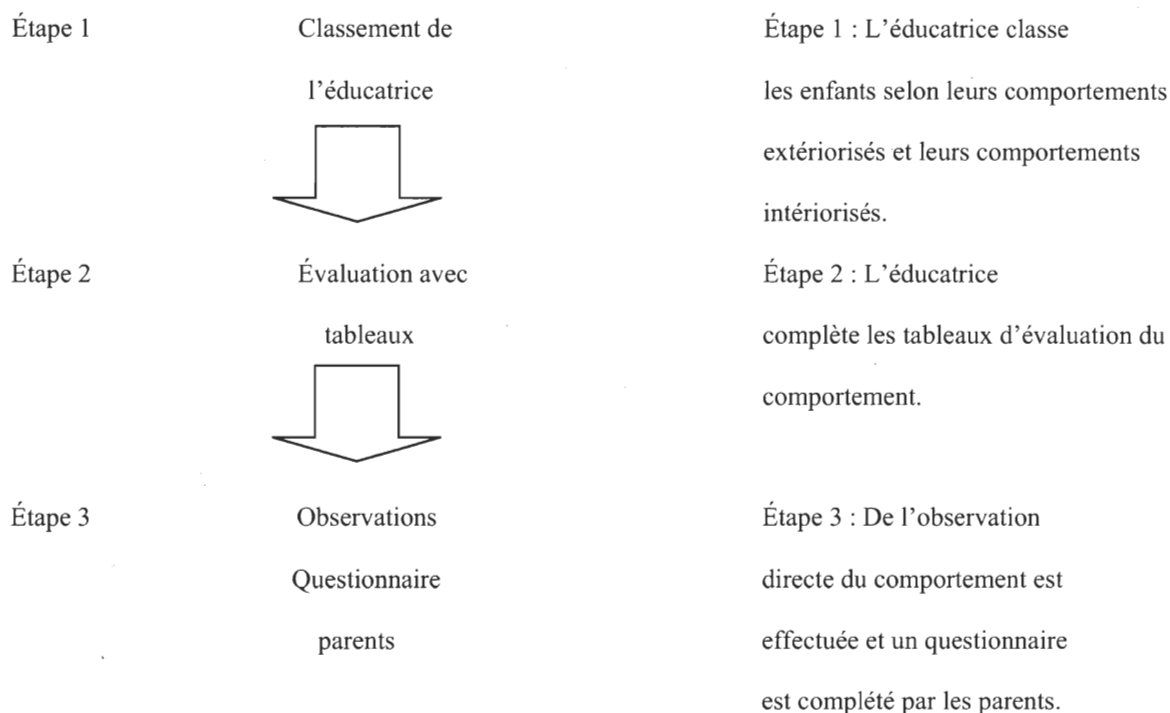 Étape 1 Classement de Étape 1 : L’éducatrice classe
l’éducatrice les enfants selon leurs comportements
extériorisés et leurs comportements
intériorisés.
Étape 2 Évaluation avec Étape 2 : L’éducatrice
tableaux complète les tableaux d’évaluation du
comportement.
Étape 3 Observations Étape 3 : De l’observation
Questionnaire directe du comportement est
parents effectuée et un questionnaire
est complété par les parents.